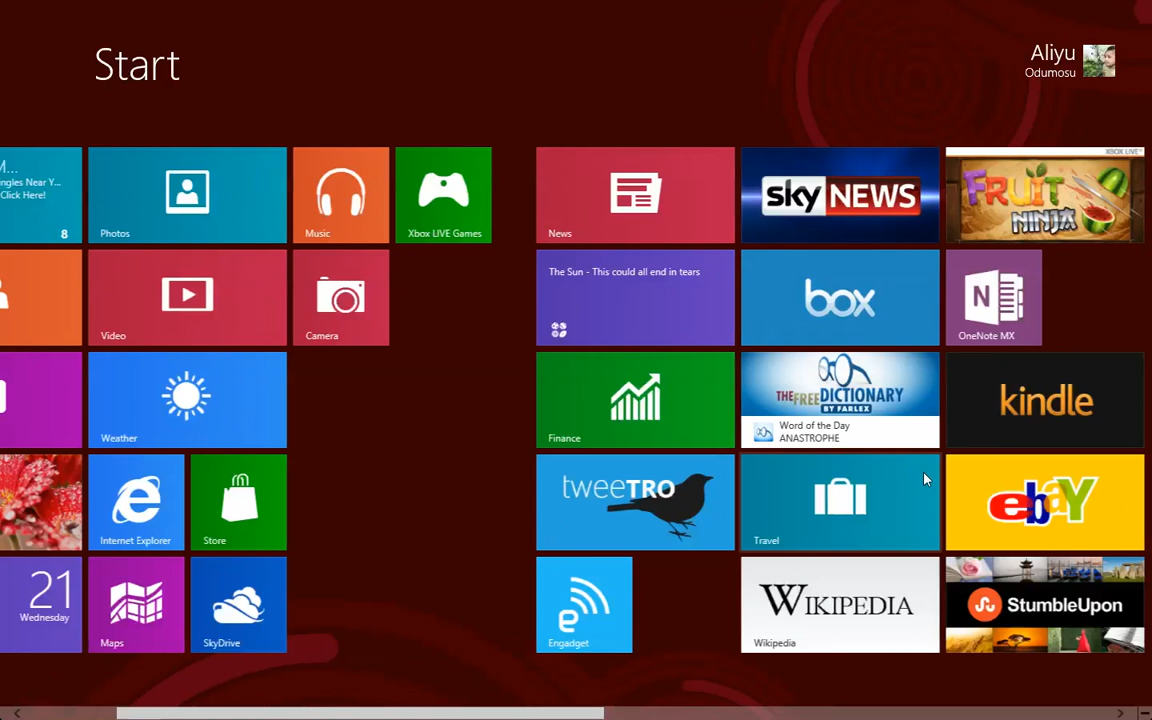 Start
Aliyu
Odumosu
M...
ngles Near Y...
Click Here!
8
Photos
Music
Xbox LIVE Games
News
sky NEWS
XBOX LIVE
FRUIT
NINJA
Video
Camera
The Sun - This could all end in tears
box
N
OneNote MX
Weather
Finance
THE FREE DICTIONARY
BY FARLEX
Word of the Day
ANASTROPHE
kindle
Internet Explorer
Store
tweeTRO
Travel
ebaY
21
Wednesday
Maps
SkyDrive
Engadget
WIKIPEDIA
Wikipedia
StumbleUpon